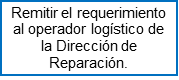 Remitir el requerimiento
al operador logístico de
la Dirección de
Reparación.